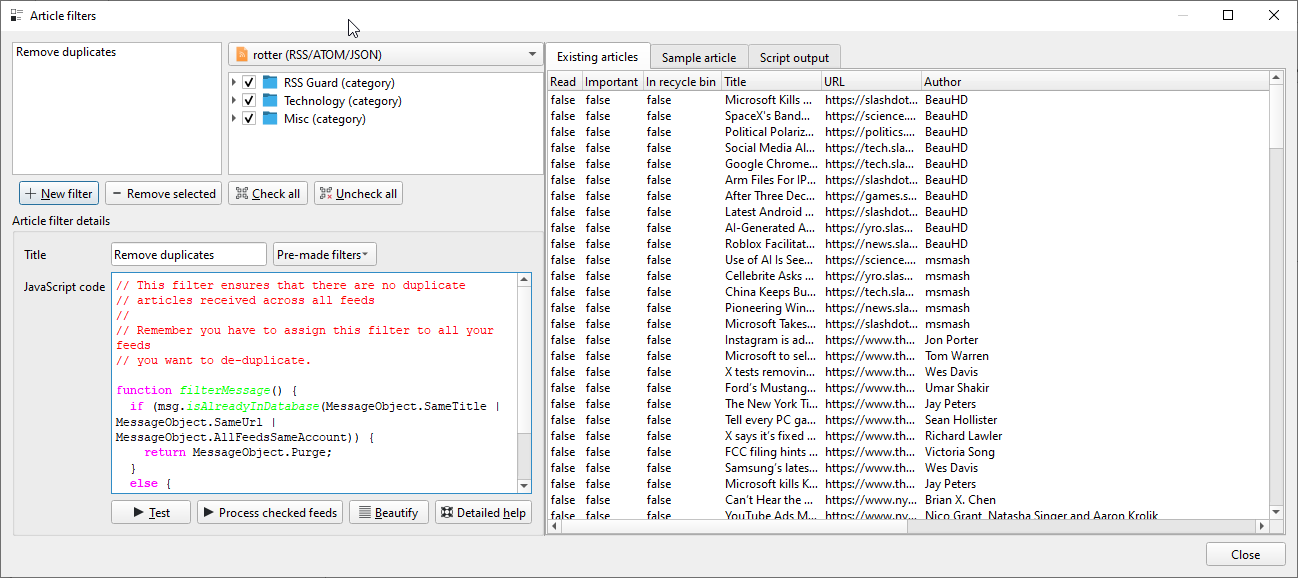 Article filters
Remove duplicates
rotter (RSS/ATOM/JSON)
RSS Guard (category)
Technology (category)
Misc (category)
New filter
Remove selected
Check all
Uncheck all
Article filter details
Title
Remove duplicates
Pre-made filters
JavaScript code
// This filter ensures that there are no duplicate
// articles received across all feeds
//
// Remember you have to assign this filter to all your
feeds
// you want to de-duplicate.
function filterMessage() {
if (msg.isAlreadyInDatabase(MessageObject.SameTitle |
MessageObject.SameUrl |
MessageObject.AllFeedsSameAccount)) {
return MessageObject.Purge;
}
else {
Test
Process checked feeds
Beautify
Detailed help
Existing articles
Sample article
Script output
Read Important In recycle bin Title URL Author
false false false Microsoft Kills ... https://slashdot... BeauHD
false false false SpaceX's Band... https://science.... BeauHD
false false false Political Polariz... https://politics.... BeauHD
false false false Social Media Al... https://tech.sla... BeauHD
false false false Google Chrome... https://tech.sla... BeauHD
false false false Arm Files For IP... https://slashdot... BeauHD
false false false After Three Dec... https://games.s... BeauHD
false false false Latest Android ... https://slashdot... BeauHD
false false false AI-Generated A... https://yro.slas... BeauHD
false false false Roblox Facilitat... https://news.sla... BeauHD
false false false Use of AI Is See... https://science.... msmash
false false false Cellebrite Asks ... https://yro.slas... msmash
false false false China Keeps Bu... https://tech.sla... msmash
false false false Pioneering Win... https://news.sla... msmash
false false false Microsoft Takes... https://slashdot... msmash
false false false Instagram is ad... https://www.th... Jon Porter
false false false Microsoft to sel... https://www.th... Tom Warren
false false false X tests removin... https://www.th... Wes Davis
false false false Ford's Mustang... https://www.th... Umar Shakir
false false false The New York Ti... https://www.th... Jay Peters
false false false Tell every PC ga... https://www.th... Sean Hollister
false false false X says it's fixed ... https://www.th... Richard Lawler
false false false FCC filing hints ... https://www.th... Victoria Song
false false false Samsung's lates... https://www.th... Wes Davis
false false false Microsoft kills K... https://www.th... Jay Peters
false false false Can't Hear the ... https://www.ny... Brian X. Chen
false false false YouTube Ads M... https://www.ny... Nico Grant, Natasha Singer and Aaron Krolik
Close